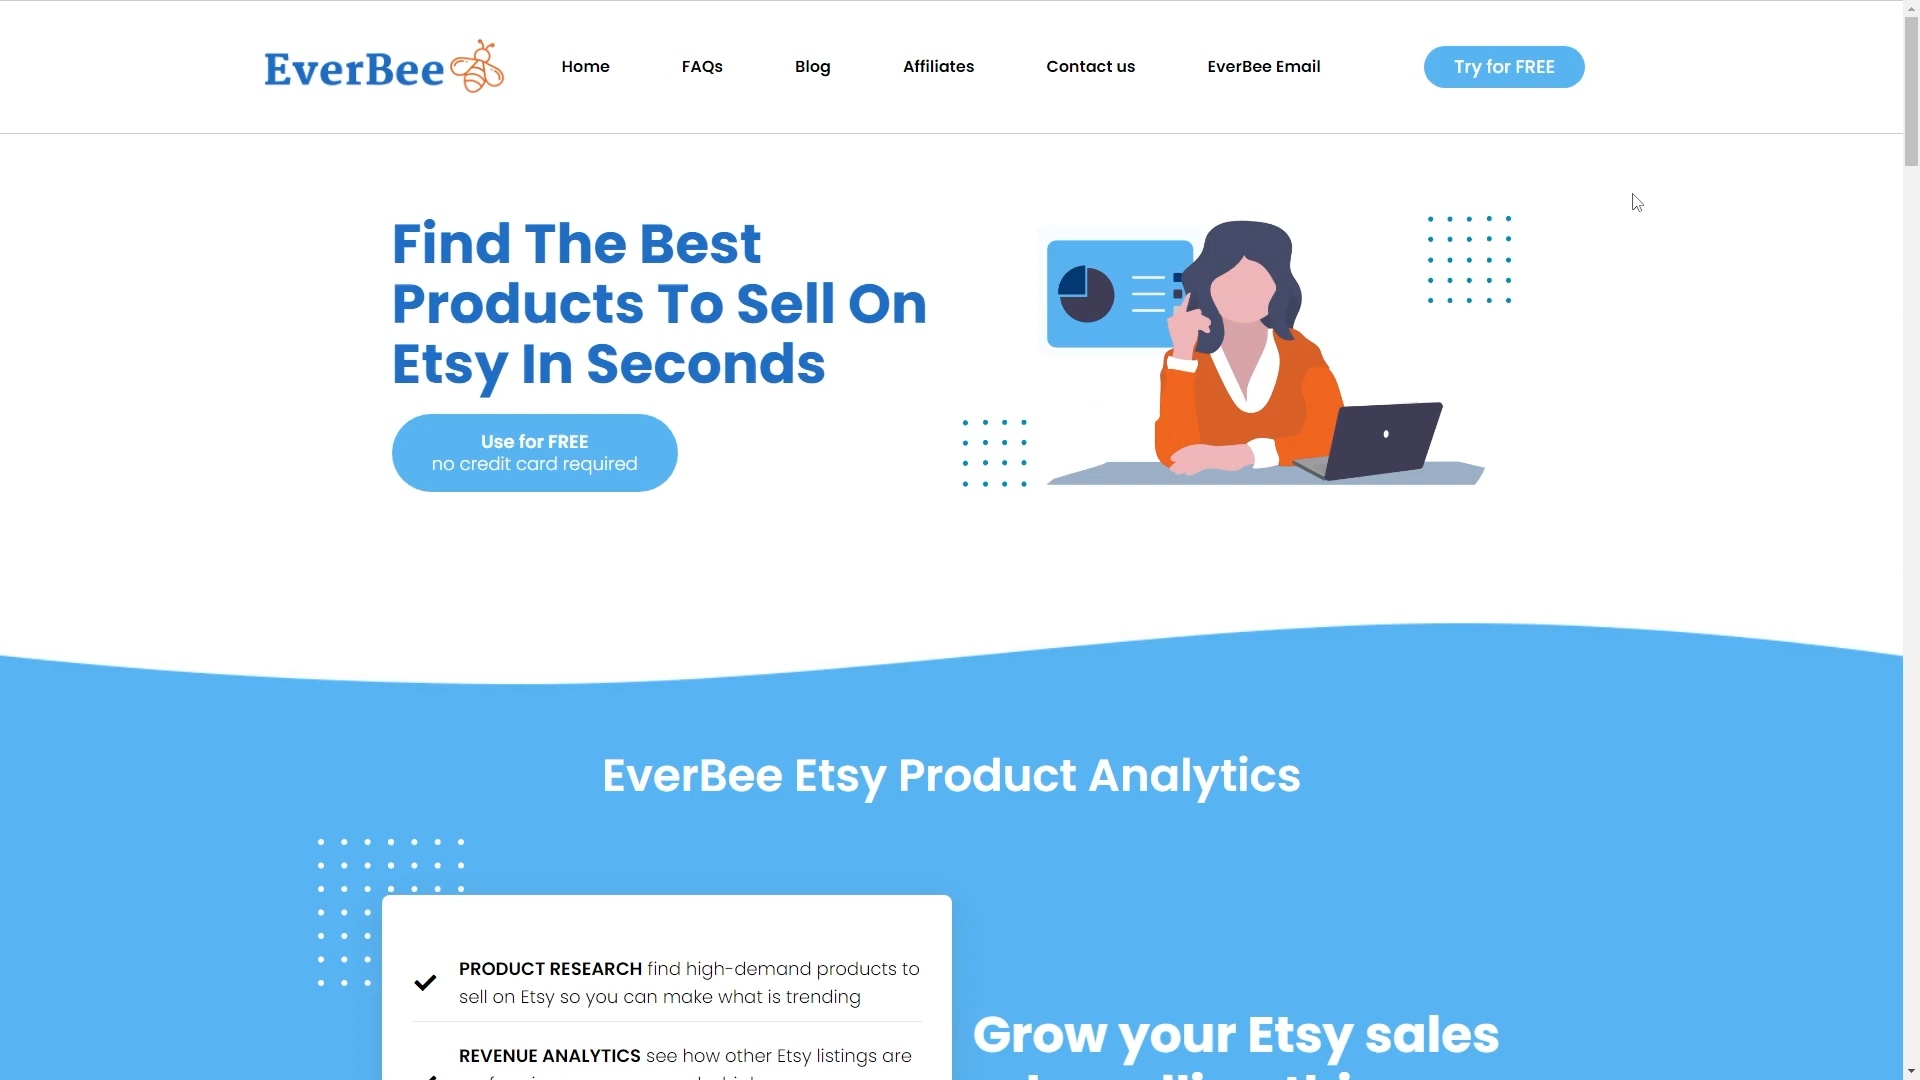 EverBee
Home
FAQs
Blog
Affiliates
Contact us
EverBee Email
Try for FREE
Find The Best
Products To Sell On
Etsy In Seconds
Use for FREE
no credit card required
EverBee Etsy Product Analytics
PRODUCT RESEARCH find high-demand products to
sell on Etsy so you can make what is trending
REVENUE ANALYTICS see how other Etsy listings are
Grow your Etsy sales